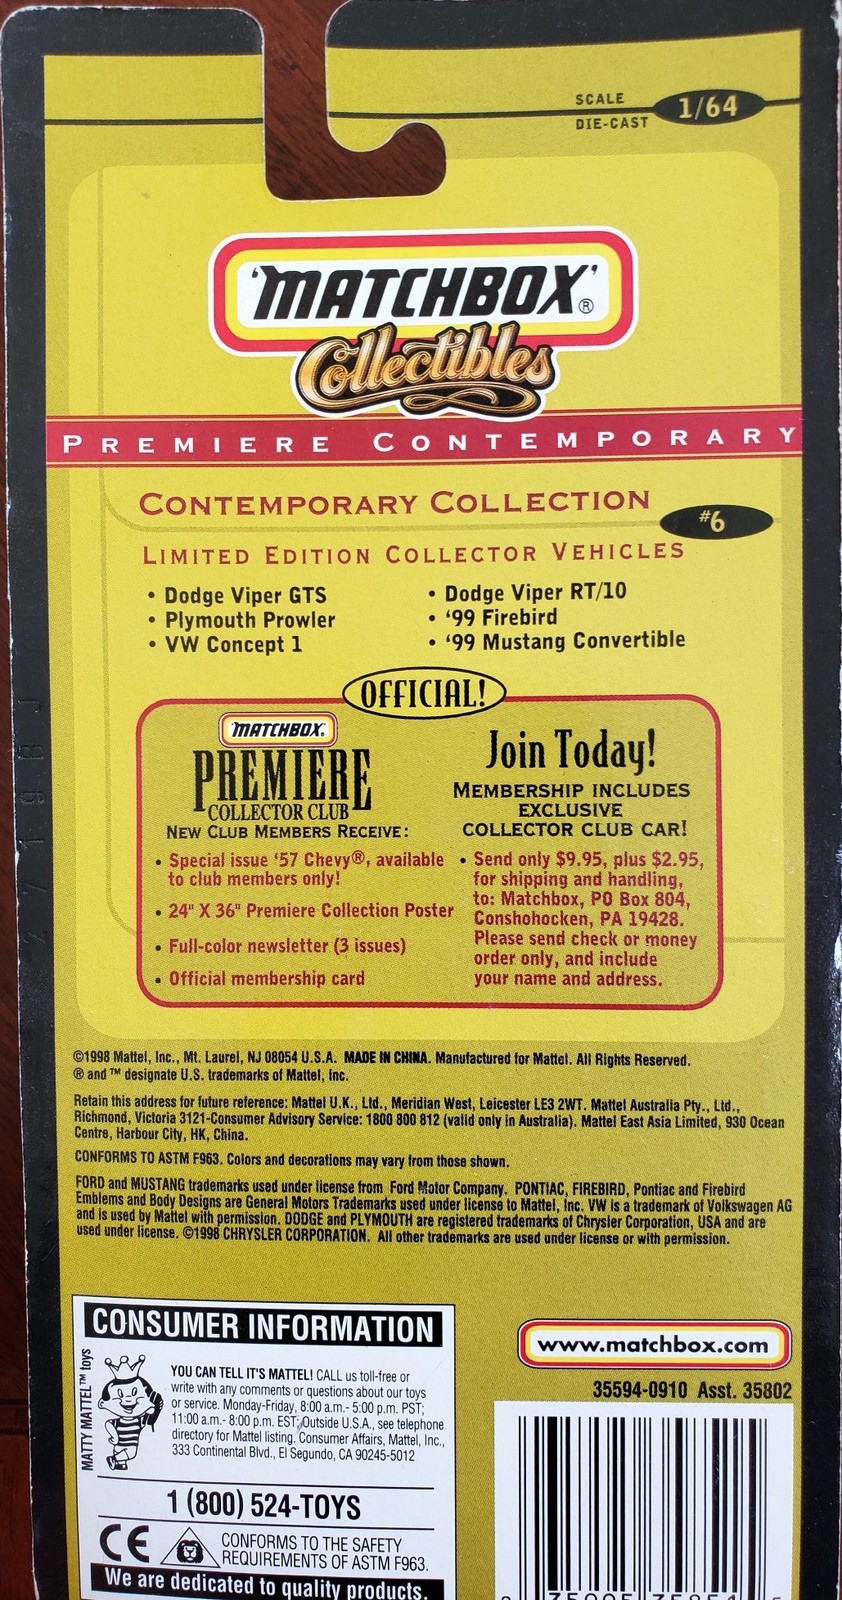 SCALE
DIE-CAST
1/64
'MATCHBOX'®
Collectibles
PREMIERE CONTEMPORARY
CONTEMPORARY COLLECTION
#6
LIMITED EDITION COLLECTOR VEHICLES
• Dodge Viper GTS
• Plymouth Prowler
• VW Concept 1
• Dodge Viper RT/10
• '99 Firebird
• '99 Mustang Convertible
OFFICIAL!
'MATCHBOX'
PREMIERE
COLLECTOR CLUB
NEW CLUB MEMBERS RECEIVE:
• Special issue '57 Chevy®, available
to club members only!
• 24" X 36" Premiere Collection Poster
• Full-color newsletter (3 issues)
• Official membership card
Join Today!
MEMBERSHIP INCLUDES
EXCLUSIVE
COLLECTOR CLUB CAR!
• Send only $9.95, plus $2.95,
for shipping and handling,
to: Matchbox, PO Box 804,
Conshohocken, PA 19428.
Please send check or money
order only, and include
your name and address.
©1998 Mattel, Inc., Mt. Laurel, NJ 08054 U.S.A. MADE IN CHINA. Manufactured for Mattel. All Rights Reserved.
® and ™ designate U.S. trademarks of Mattel, Inc.
Retain this address for future reference: Mattel U.K., Ltd., Meridian West, Leicester LE3 2WT. Mattel Australia Pty., Ltd.,
Richmond, Victoria 3121-Consumer Advisory Service: 1800 800 812 (valid only in Australia). Mattel East Asia Limited, 930 Ocean
Centre, Harbour City, HK, China.
CONFORMS TO ASTM F963. Colors and decorations may vary from those shown.
FORD and MUSTANG trademarks used under license from Ford Motor Company. PONTIAC, FIREBIRD, Pontiac and Firebird
Emblems and Body Designs are General Motors Trademarks used under license to Mattel, Inc. VW is a trademark of Volkswagen AG
and is used by Mattel with permission. DODGE and PLYMOUTH are registered trademarks of Chrysler Corporation, USA and are
used under license. ©1998 CHRYSLER CORPORATION. All other trademarks are used under license or with permission.
CONSUMER INFORMATION
MATTY MATTEL™ toys
YOU CAN TELL IT'S MATTEL! CALL us toll-free or
write with any comments or questions about our toys
or service. Monday-Friday, 8:00 a.m.- 5:00 p.m. PST;
11:00 a.m.- 8:00 p.m. EST; Outside U.S.A., see telephone
directory for Mattel listing. Consumer Affairs, Mattel, Inc.,
333 Continental Blvd., El Segundo, CA 90245-5012
1 (800) 524-TOYS
CE
CONFORMS TO THE SAFETY
REQUIREMENTS OF ASTM F963.
We are dedicated to quality products.
www.matchbox.com
35594-0910 Asst. 35802